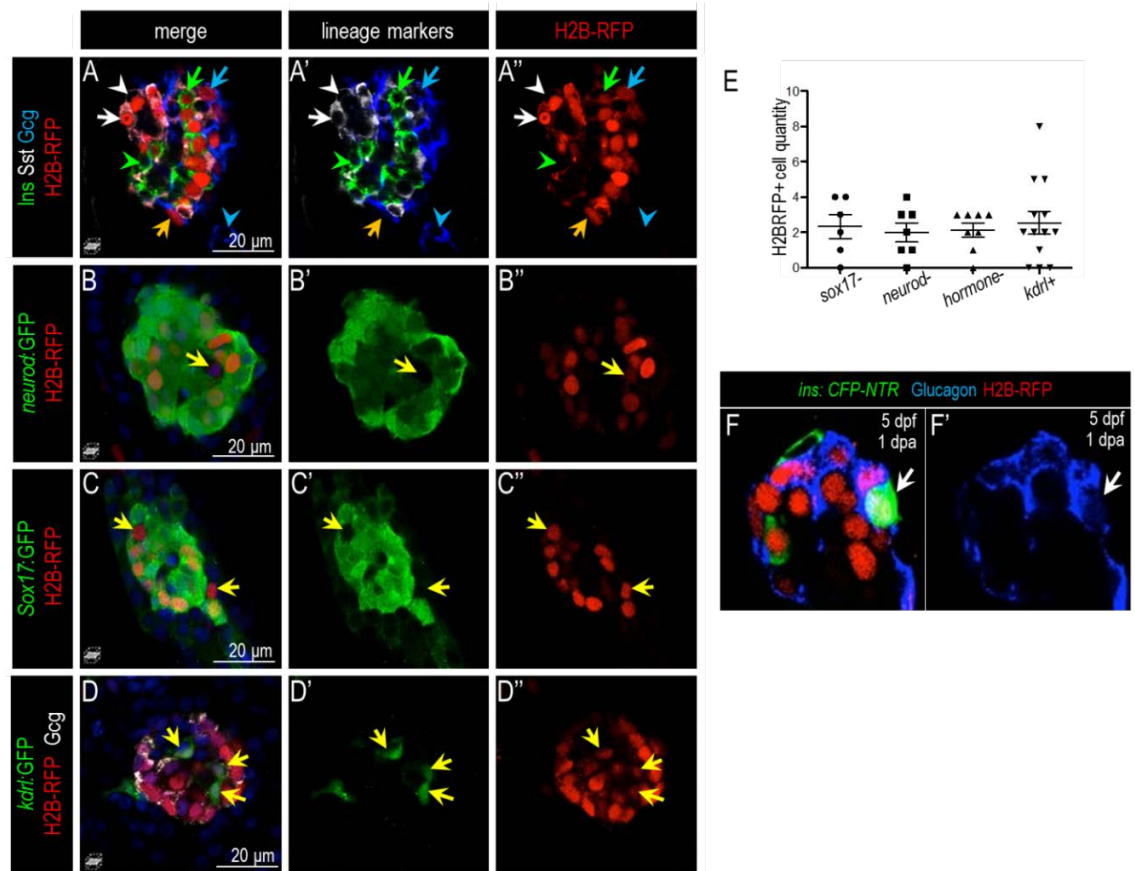 merge
lineage markers
H2B-RFP
Ins Sst Gcg
H2B-RFP
A
A'
A"
20 µm
neurod:GFP
H2B-RFP
B
B'
B"
20 µm
Sox17:GFP
H2B-RFP
C
C'
C"
20 µm
kdrl:GFP
H2B-RFP Gcg
D
D'
D"
20 µm
E
H2BRFP+ cell quantity
10
8
6
4
2
0
sox17-
neurod-
hormone-
kdrl+
ins: CFP-NTR Glucagon H2B-RFP
F
5 dpf
1 dpa
F'
5 dpf
1 dpa